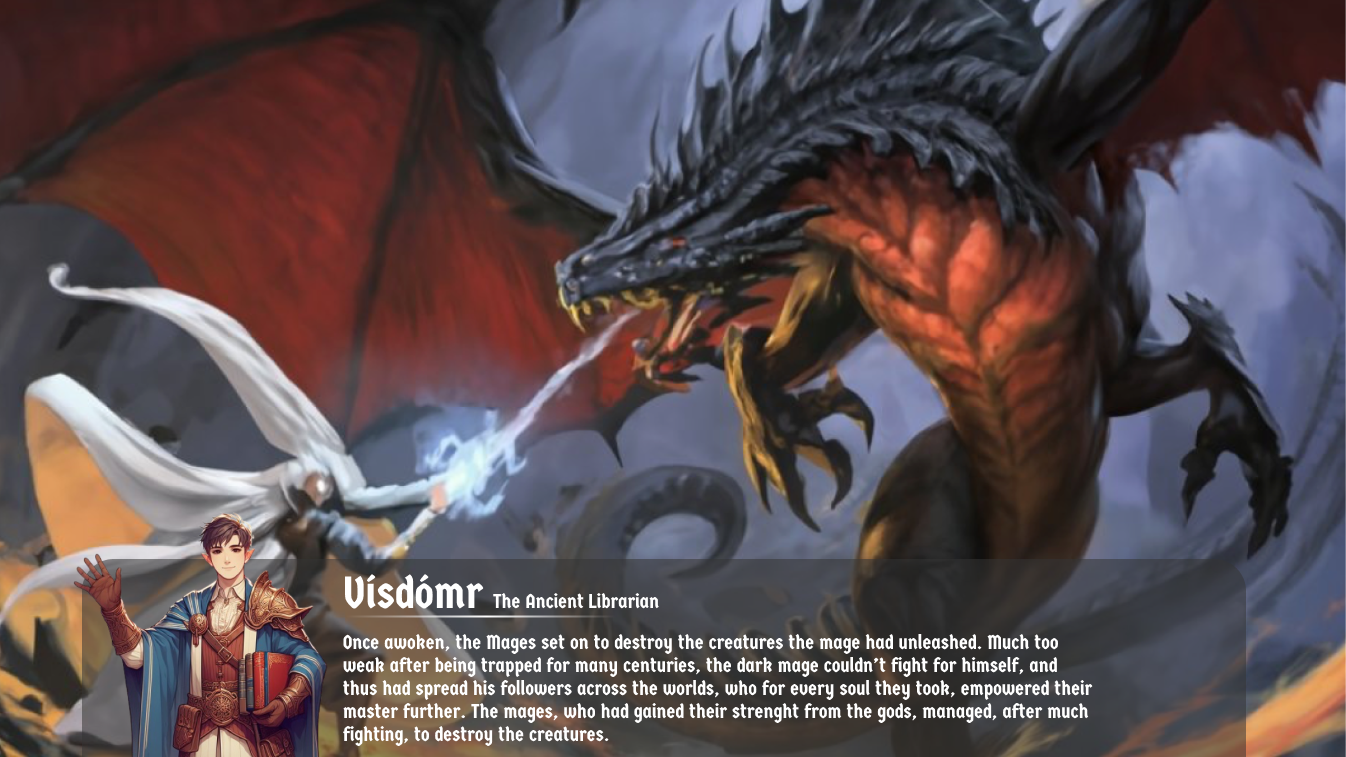 Vísdómr The Ancient Librarian
Once awoken, the Mages set on to destroy the creatures the mage had unleashed. Much too
weak after being trapped for many centuries, the dark mage couldn't fight for himself, and
thus had spread his followers across the worlds, who for every soul they took, empowered their
master further. The mages, who had gained their strenght from the gods, managed, after much
fighting, to destroy the creatures.